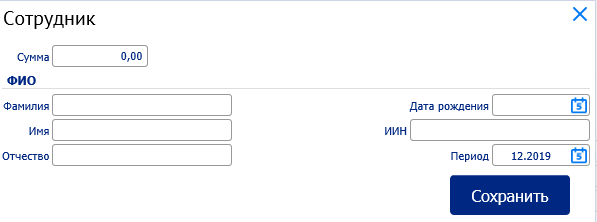 Сотрудник
Сумма 0,00
ФИО
Фамилия Дата рождения
Имя ИИН
Отчество Период 12.2019
Сохранить